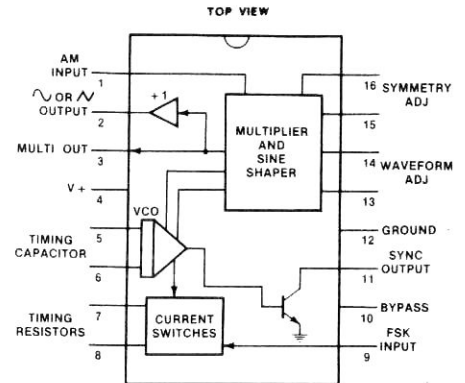 TOP VIEW
AM
INPUT
1
∿ OR
OUTPUT
2
+1
MULTI OUT
3
V+
4
VCO
TIMING
CAPACITOR
5
6
TIMING
RESISTORS
7
8
MULTIPLIER
AND
SINE
SHAPER
CURRENT
SWITCHES
16
SYMMETRY
ADJ
15
14
WAVEFORM
ADJ
13
GROUND
12
SYNC
OUTPUT
11
BYPASS
10
FSK
INPUT
9